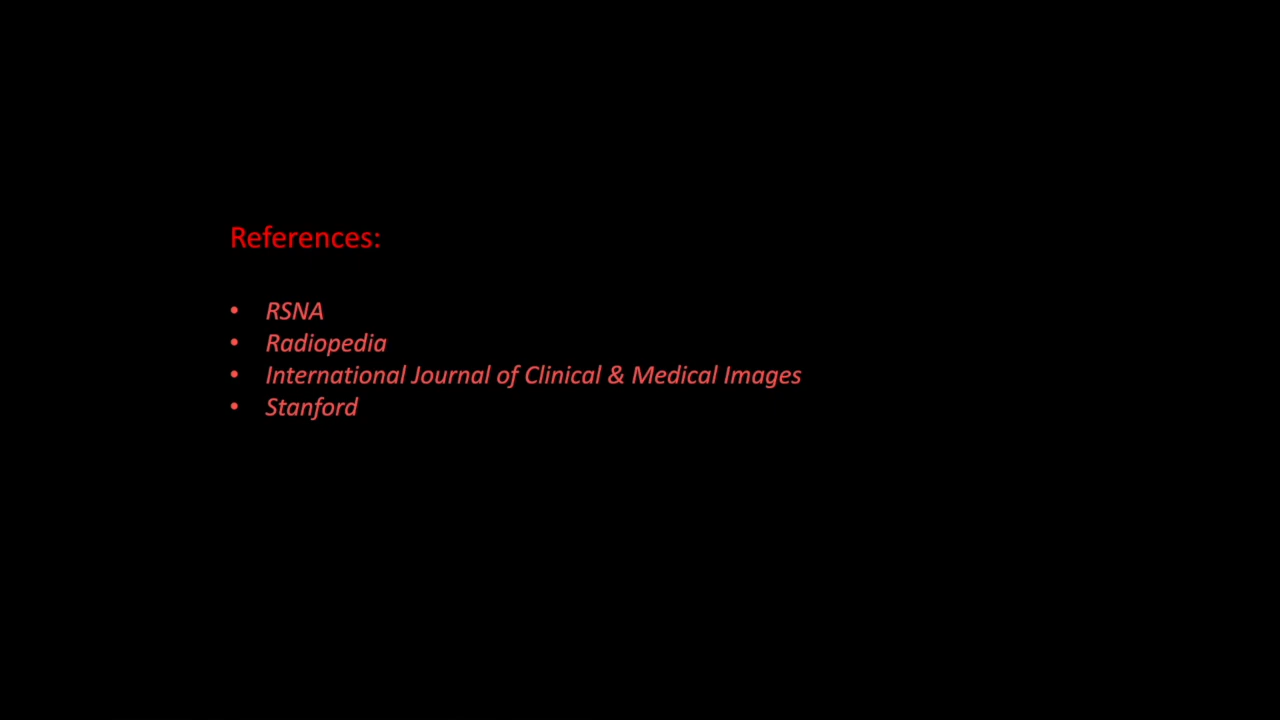 References:
• RSNA
• Radiopedia
• International Journal of Clinical & Medical Images
• Stanford